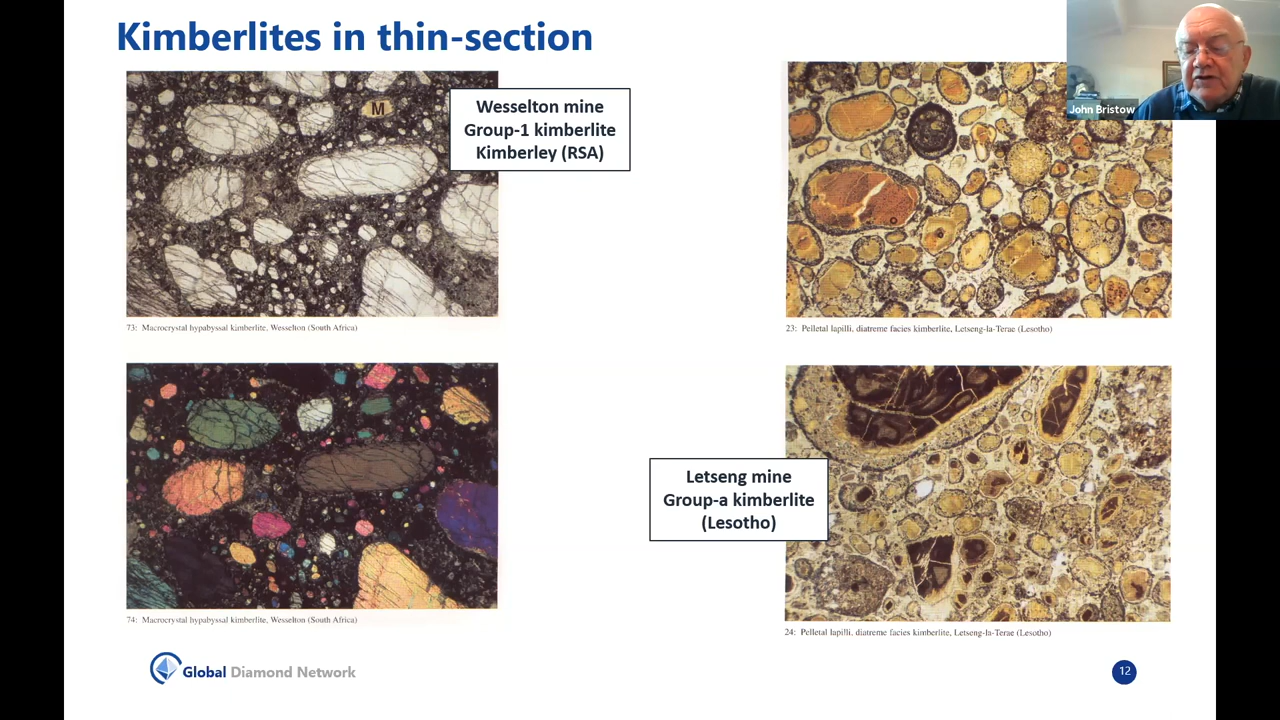 Kimberlites in thin-section
M
Wesselton mine
Group-1 kimberlite
Kimberley (RSA)
John Bristow
73: Macrocrystal hypabyssal kimberlite, Wesselton (South Africa)
23: Pelletal lapilli, diatreme facies kimberlite, Letseng-la-Terae (Lesotho)
Letseng mine
Group-a kimberlite
(Lesotho)
74: Macrocrystal hypabyssal kimberlite, Wesselton (South Africa)
24: Pelletal lapilli, diatreme facies kimberlite, Letseng-la-Terae (Lesotho)
Global Diamond Network
12